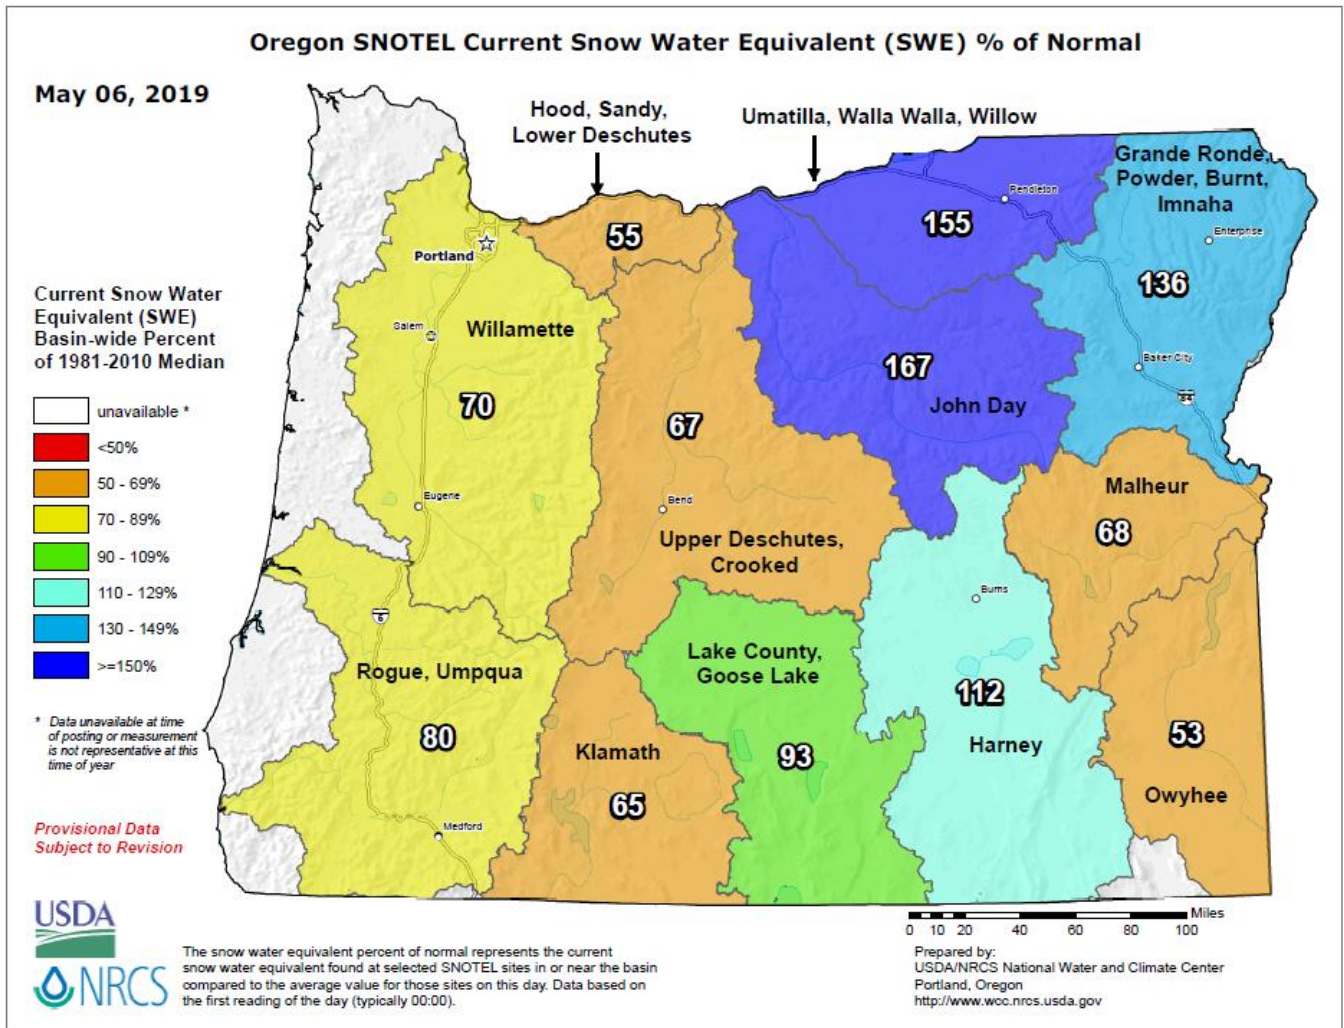 Oregon SNOTEL Current Snow Water Equivalent (SWE) % of Normal
May 06, 2019
Hood, Sandy,
Lower Deschutes
Umatilla, Walla Walla, Willow
Grande Ronde,
Powder, Burnt,
Imnaha
Pendleton
155
Enterprise
55
Portland
136
Current Snow Water
Equivalent (SWE)
Basin-wide Percent
of 1981-2010 Median
Salem
Willamette
Baker City
167
84
70
John Day
67
unavailable *
<50%
50 - 69%
70 - 89%
90 - 109%
110 - 129%
130 - 149%
>=150%
Eugene
Bend
Malheur
68
Upper Deschutes,
Crooked
Burns
Rogue, Umpqua
Lake County,
Goose Lake
112
Harney
80
Klamath
93
53
65
Owyhee
Medford
* Data unavailable at time
of posting or measurement
is not representative at this
time of year
Provisional Data
Subject to Revision
USDA
NRCS
The snow water equivalent percent of normal represents the current
snow water equivalent found at selected SNOTEL sites in or near the basin
compared to the average value for those sites on this day. Data based on
the first reading of the day (typically 00:00).
Miles
0 10 20 40 60 80 100
Prepared by:
USDA/NRCS National Water and Climate Center
Portland, Oregon
http://www.wcc.nrcs.usda.gov